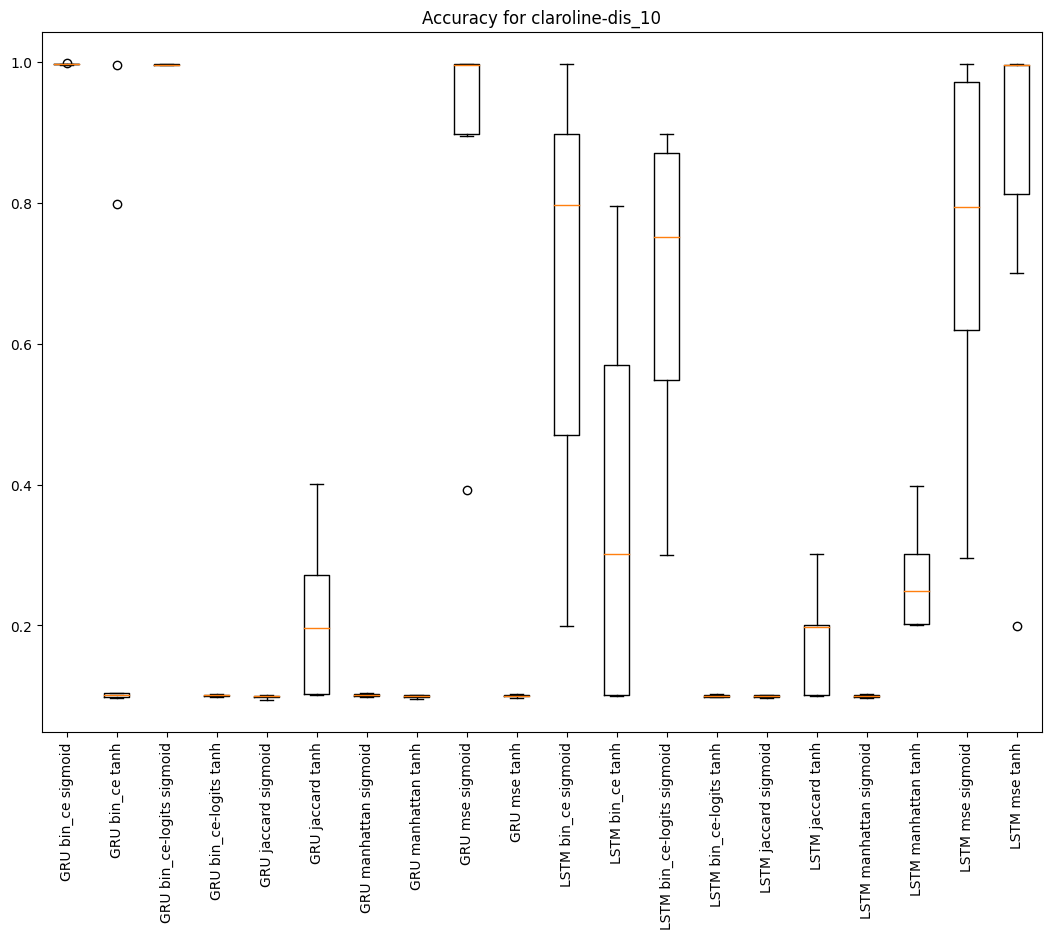 Accuracy for claroline-dis_10
1.0
0.8
0.6
0.4
0.2
GRU bin_ce sigmoid
GRU bin_ce tanh
GRU bin_ce-logits sigmoid
GRU bin_ce-logits tanh
GRU jaccard sigmoid
GRU jaccard tanh
GRU manhattan sigmoid
GRU manhattan tanh
GRU mse sigmoid
GRU mse tanh
LSTM bin_ce sigmoid
LSTM bin_ce tanh
LSTM bin_ce-logits sigmoid
LSTM bin_ce-logits tanh
LSTM jaccard sigmoid
LSTM jaccard tanh
LSTM manhattan sigmoid
LSTM manhattan tanh
LSTM mse sigmoid
LSTM mse tanh